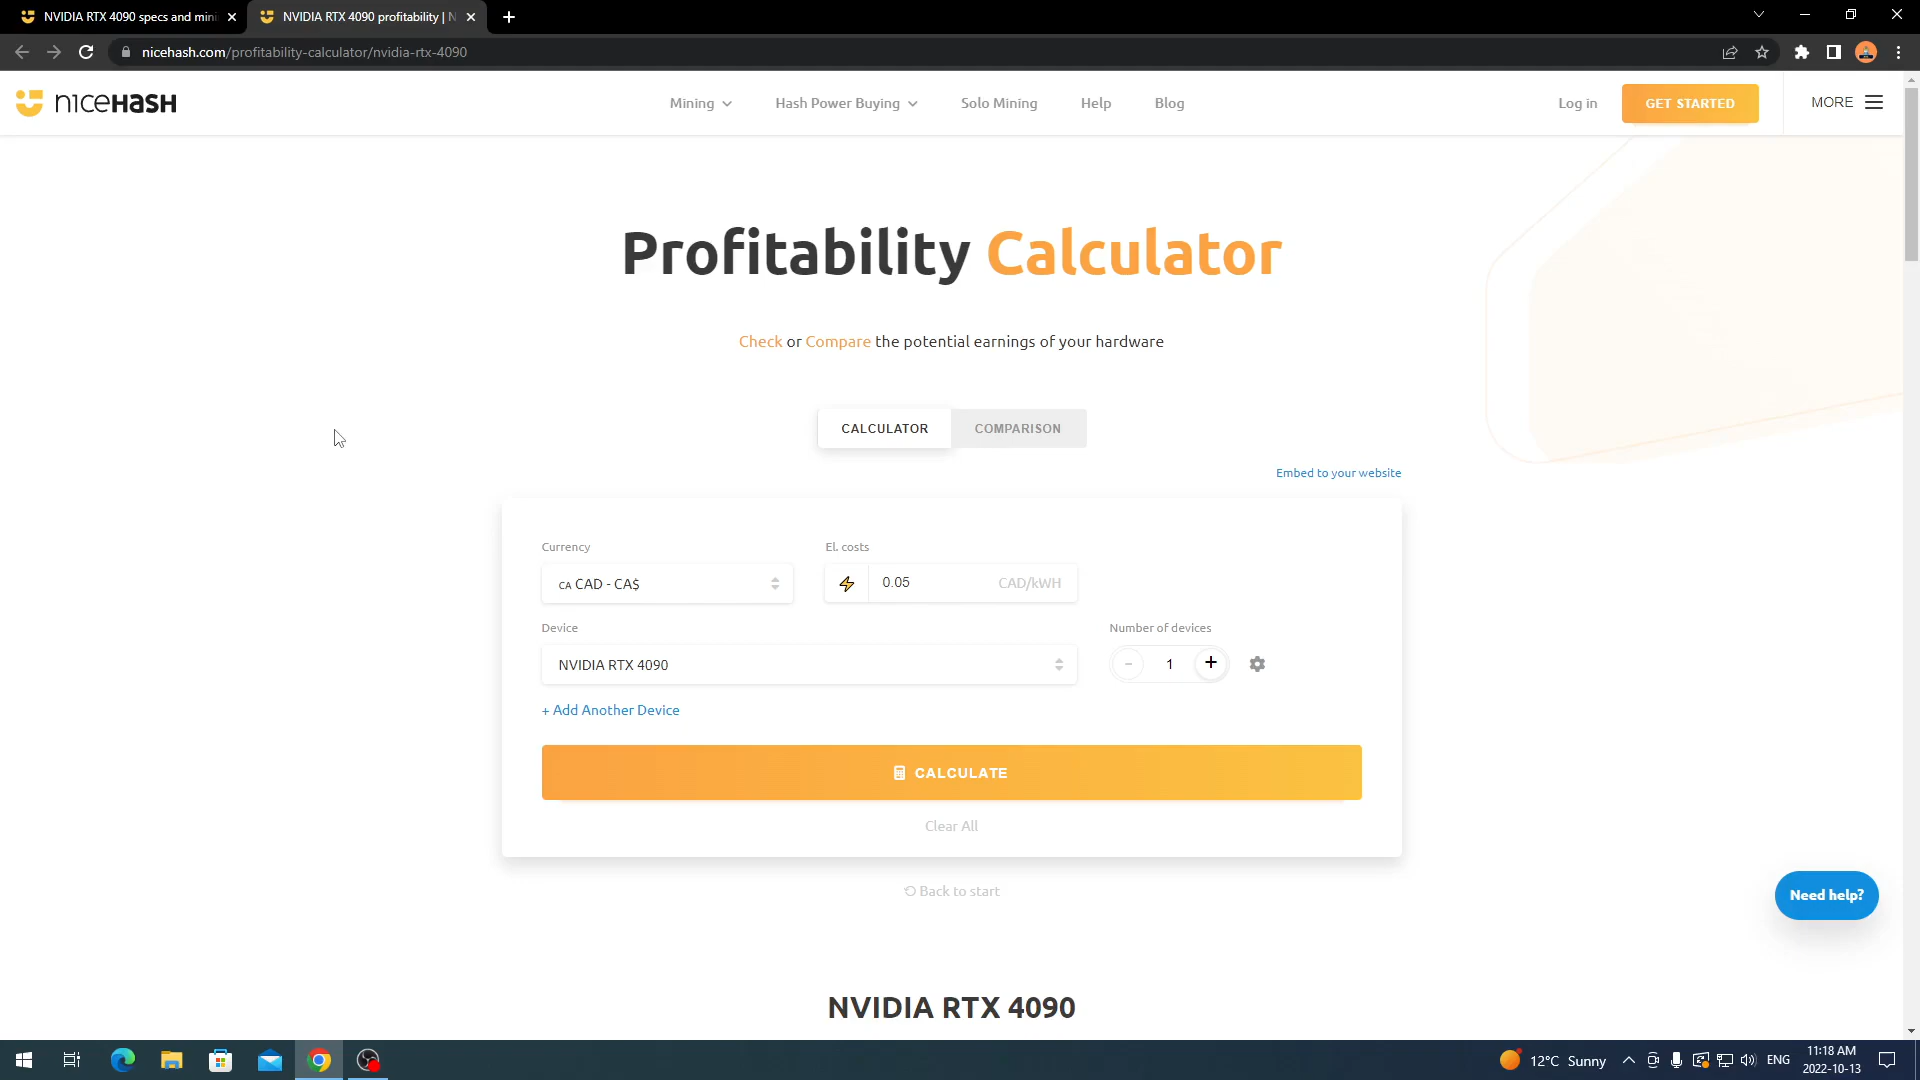 NVIDIA RTX 4090 specs and mini
NVIDIA RTX 4090 profitability | N
nicehash.com/profitability-calculator/nvidia-rtx-4090
nicehash
Mining
Hash Power Buying
Solo Mining
Help
Blog
Log in
GET STARTED
MORE
Profitability Calculator
Check or Compare the potential earnings of your hardware
CALCULATOR
COMPARISON
Embed to your website
Currency
El. costs
CA CAD - CA$
0.05
CAD/kWH
Device
Number of devices
NVIDIA RTX 4090
-
1
+
+ Add Another Device
CALCULATE
Clear All
Back to start
Need help?
NVIDIA RTX 4090
12°C Sunny
ENG
11:18 AM
2022-10-13